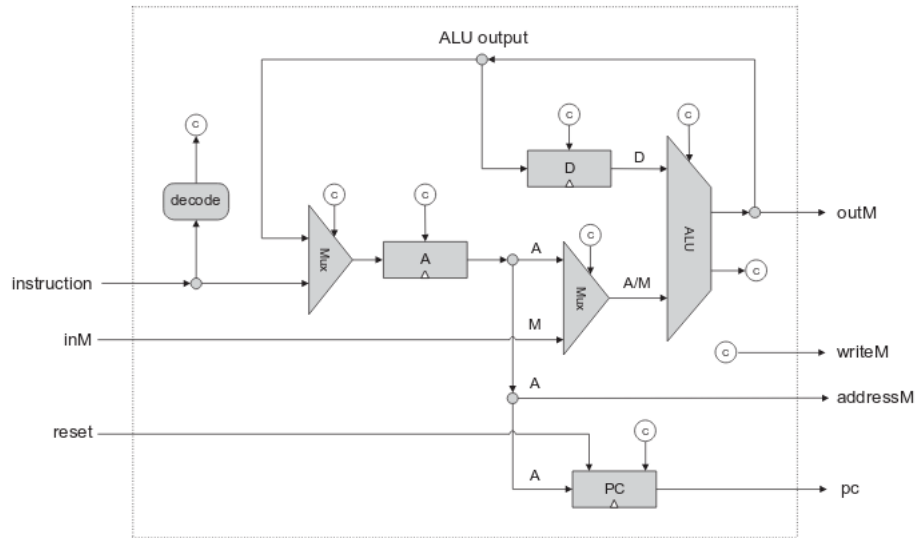 ALU output
C
C
D
D
C
decode
C
C
outM
Mux
A
A
C
Mux
A/M
ALU
C
instruction
inM
M
C
writeM
A
addressM
reset
C
A
PC
pc